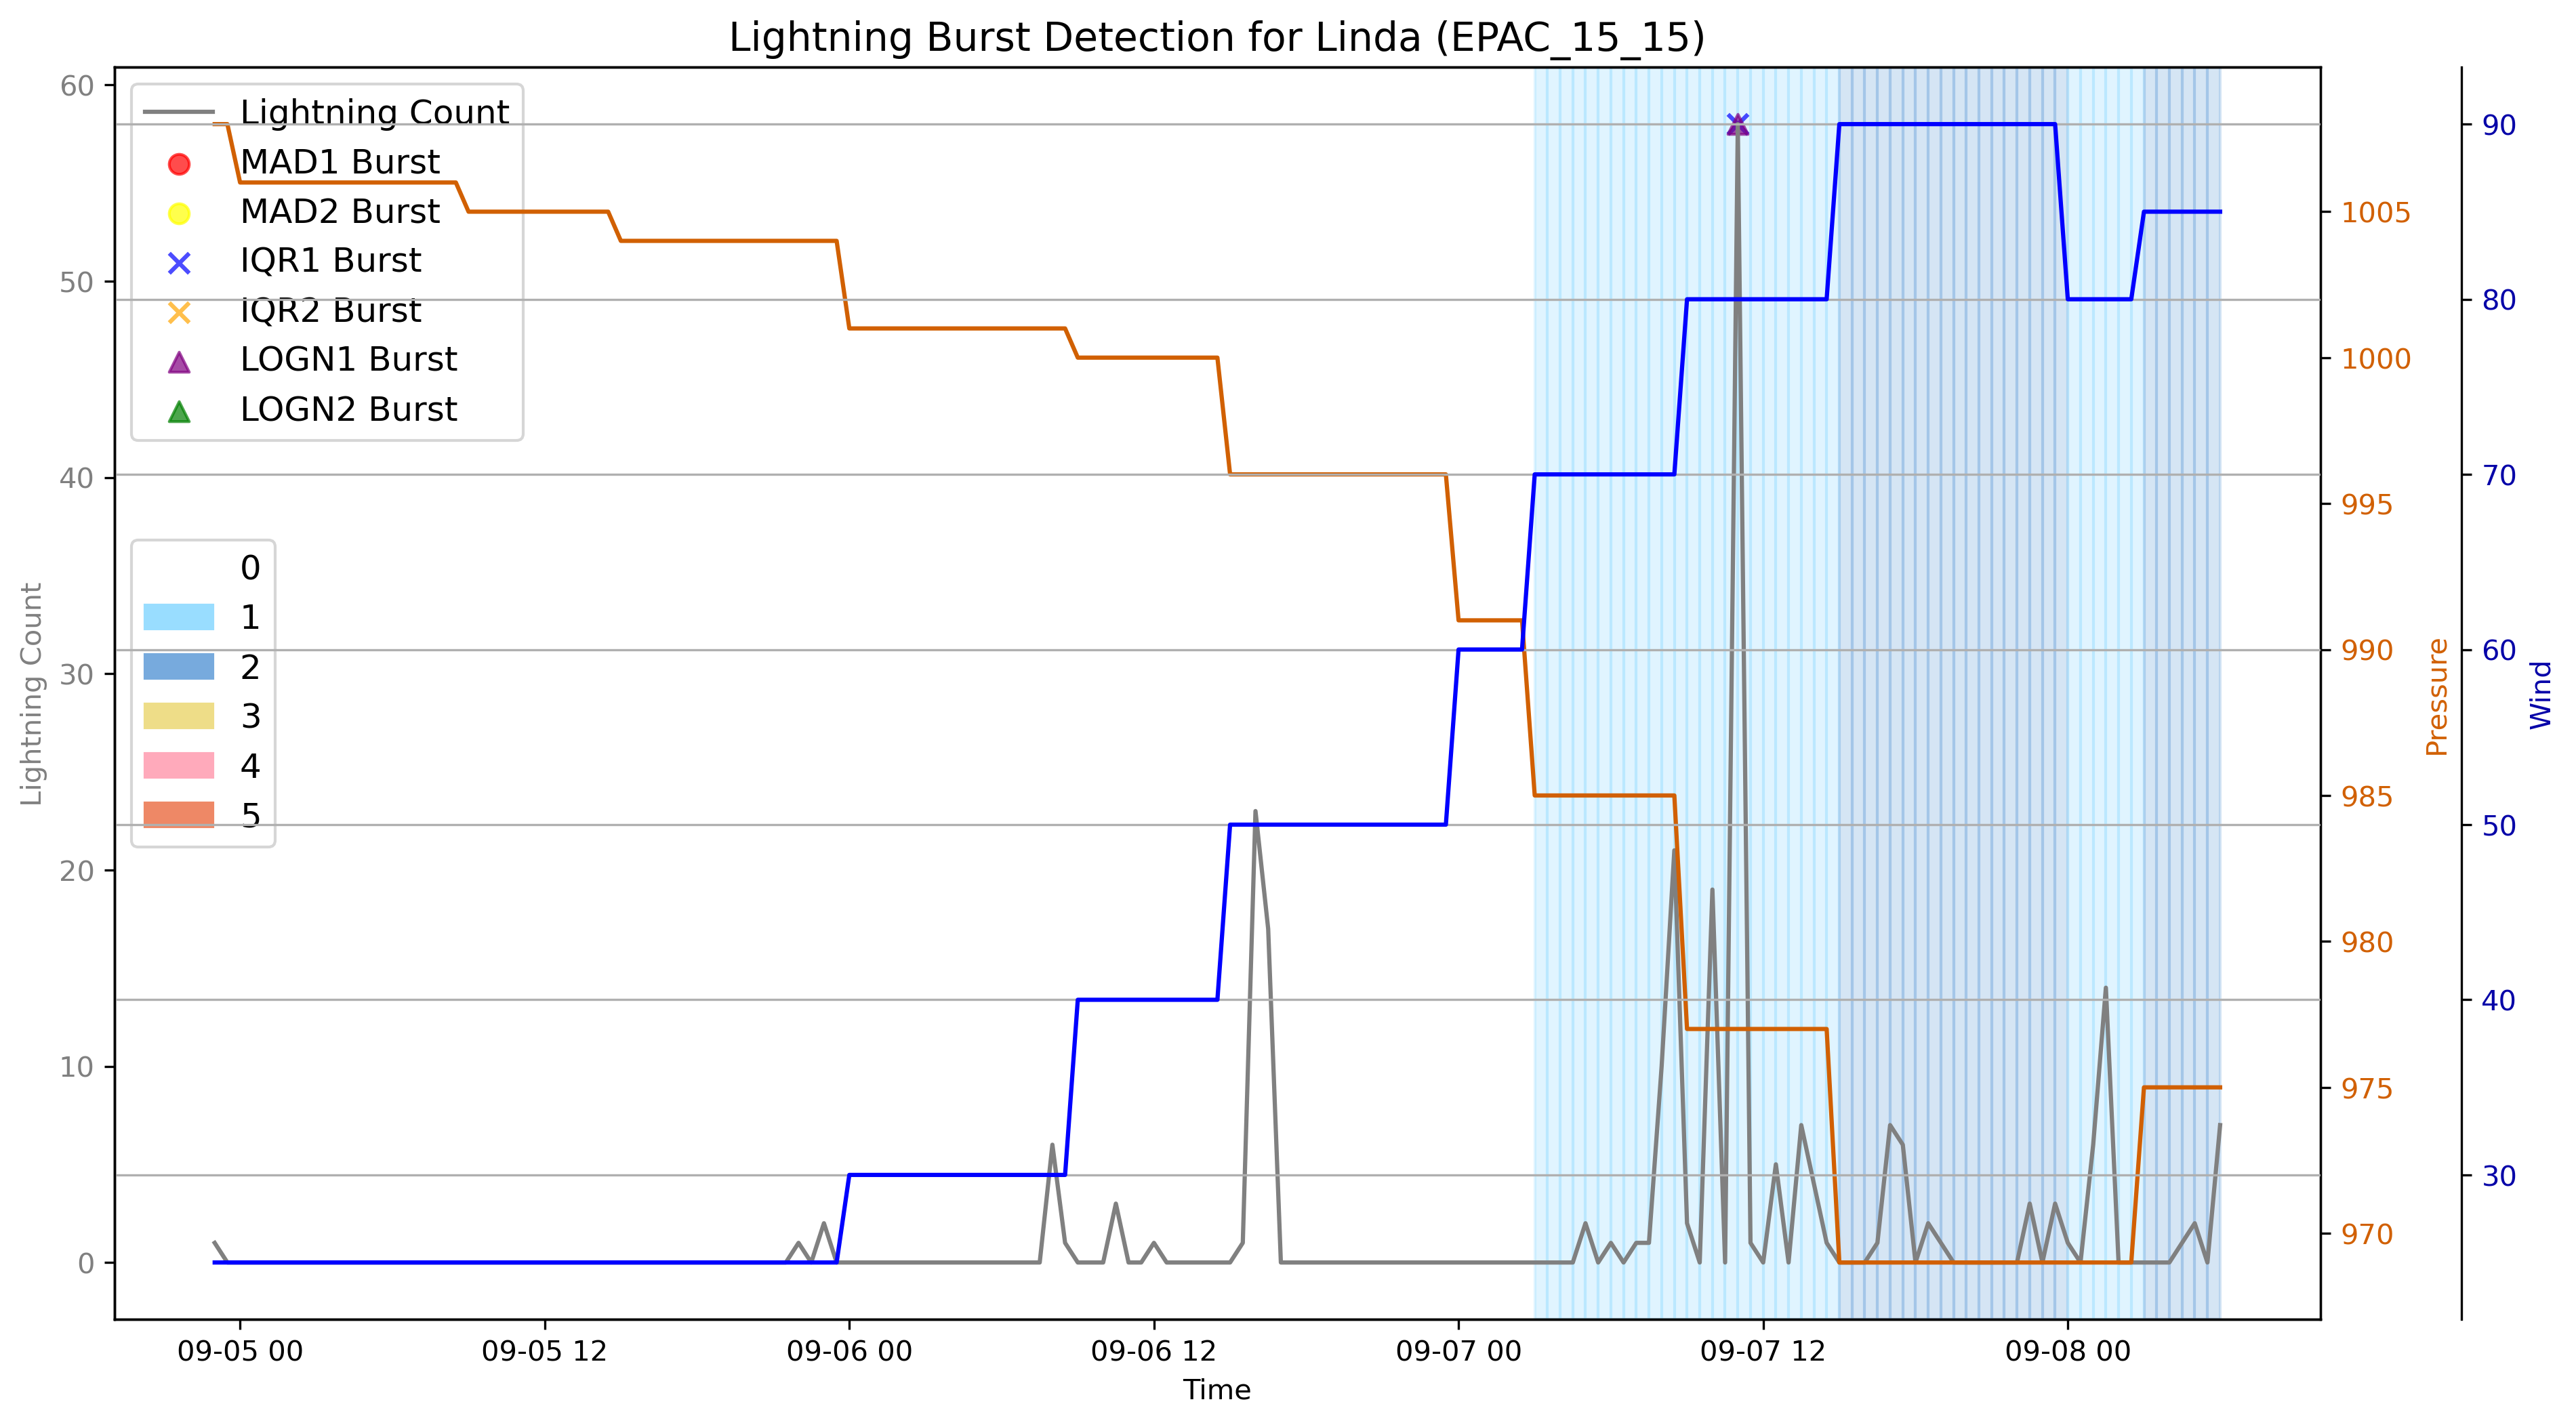 Lightning Burst Detection for Linda (EPAC_15_15)
60
50
40
30
20
10
0
Lightning Count
Lightning Count
MAD1 Burst
MAD2 Burst
IQR1 Burst
IQR2 Burst
LOGN1 Burst
LOGN2 Burst
0
1
2
3
4
5
1005
1000
995
990
985
980
975
970
Pressure
90
80
70
60
50
40
30
Wind
09-05 00
09-05 12
09-06 00
09-06 12
09-07 00
09-07 12
09-08 00
Time